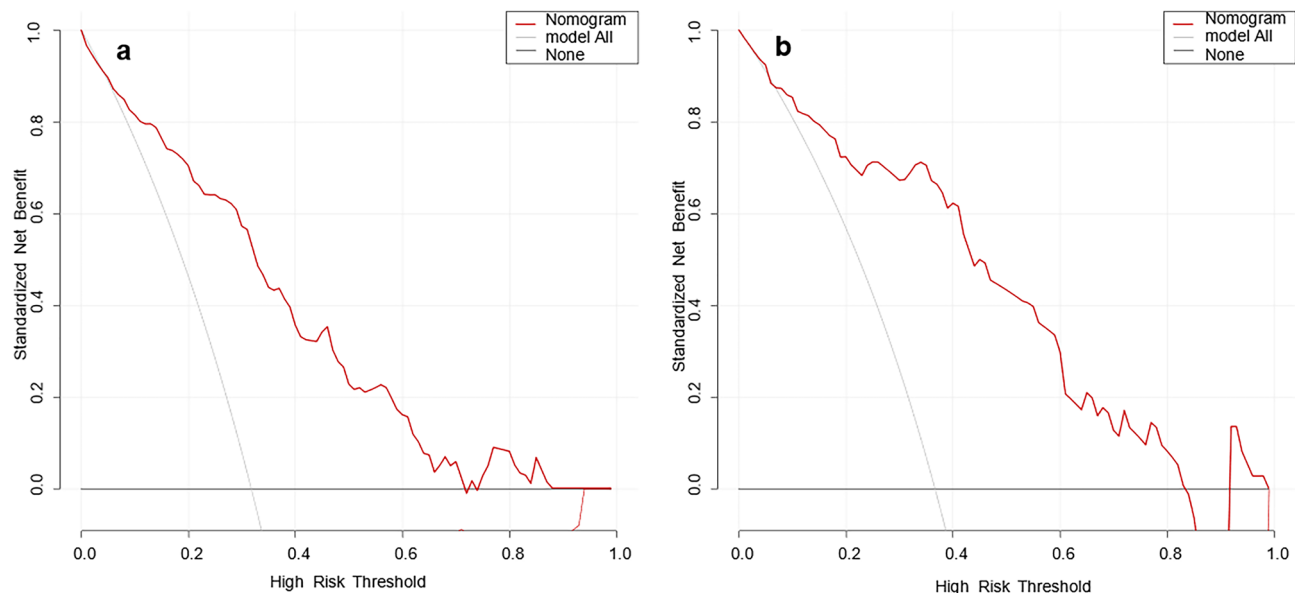 a
Nomogram
model All
None
Standardized Net Benefit
1.0
0.8
0.6
0.4
0.2
0.0
0.0 0.2 0.4 0.6 0.8 1.0
High Risk Threshold
b
Nomogram
model All
None
Standardized Net Benefit
1.0
0.8
0.6
0.4
0.2
0.0
0.0 0.2 0.4 0.6 0.8 1.0
High Risk Threshold